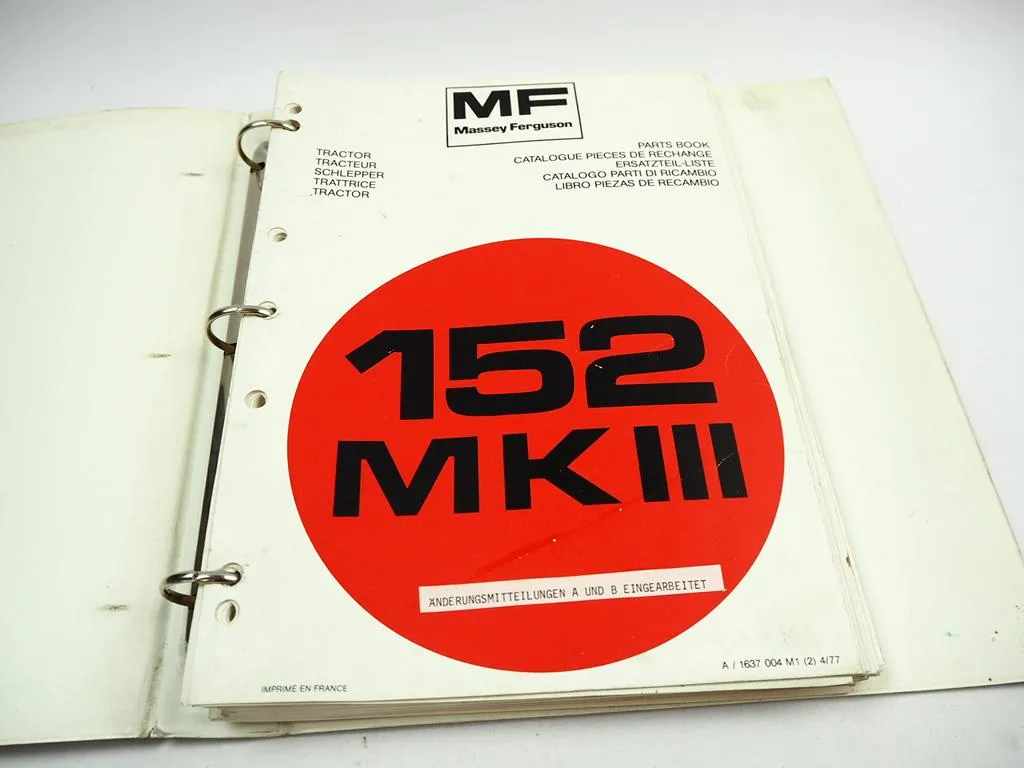 MF
Massey Ferguson
TRACTOR
TRACTEUR
SCHLEPPER
TRATTRICE
TRACTOR
PARTS BOOK
CATALOGUE PIECES DE RECHANGE
ERSATZTEIL-LISTE
CATALOGO PARTI DI RICAMBIO
LIBRO PIEZAS DE RECAMBIO
152
MK III
ÄNDERUNGSMITTEILUNGEN A UND B EINGEARBEITET
A / 1637 004 M1 (2) 4/77
IMPRIMÉ EN FRANCE